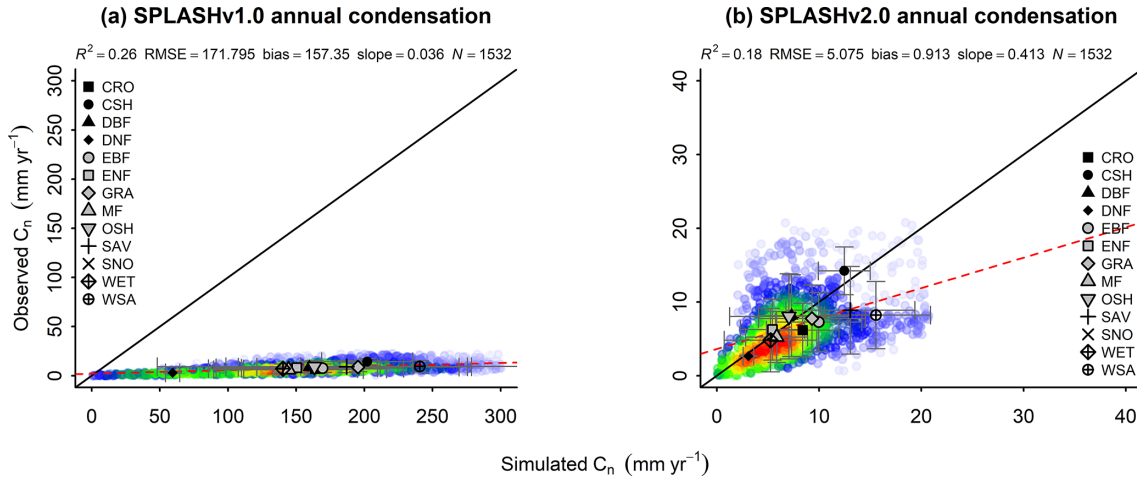 (a) SPLASHv1.0 annual condensation
R² = 0.26 RMSE = 171.795 bias = 157.35 slope = 0.036 N = 1532
Observed Cn (mm yr⁻¹)
300
250
200
150
100
50
0
CRO
CSH
DBF
DNF
EBF
ENF
GRA
MF
OSH
SAV
SNO
WET
WSA
0 50 100 150 200 250 300
(b) SPLASHv2.0 annual condensation
R² = 0.18 RMSE = 5.075 bias = 0.913 slope = 0.413 N = 1532
40
30
20
10
0
CRO
CSH
DBF
DNF
EBF
ENF
GRA
MF
OSH
SAV
SNO
WET
WSA
0 10 20 30 40
Simulated Cn (mm yr⁻¹)